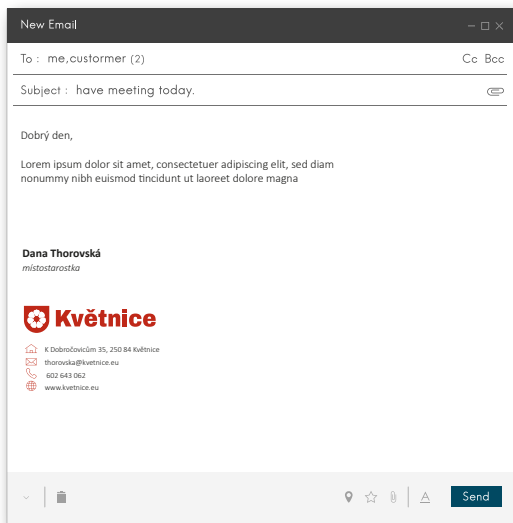 New Email
To : me,custormer (2) Cc Bcc
Subject : have meeting today.
Dobrý den,
Lorem ipsum dolor sit amet, consectetuer adipiscing elit, sed diam
nonummy nibh euismod tincidunt ut laoreet dolore magna
Dana Thorovská
místostarostka
Květnice
K Dobročovicům 35, 250 84 Květnice
thorovska@kvetnice.eu
602 643 062
www.kvetnice.eu
A Send